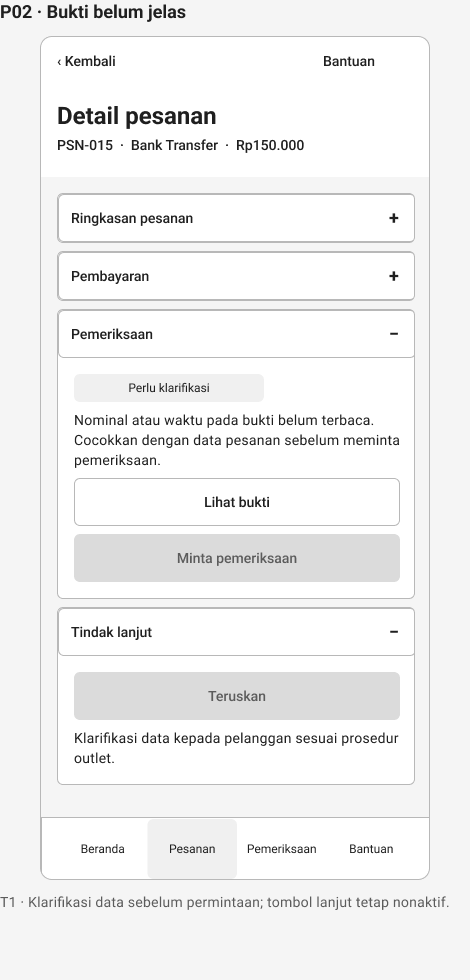 P02 · Bukti belum jelas
‹ Kembali
Bantuan
Detail pesanan
PSN-015 · Bank Transfer · Rp150.000
Ringkasan pesanan +
Pembayaran +
Pemeriksaan −
Perlu klarifikasi
Nominal atau waktu pada bukti belum terbaca.
Cocokkan dengan data pesanan sebelum meminta
pemeriksaan.
Lihat bukti
Minta pemeriksaan
Tindak lanjut −
Teruskan
Klarifikasi data kepada pelanggan sesuai prosedur
outlet.
Beranda
Pesanan
Pemeriksaan
Bantuan
T1 · Klarifikasi data sebelum permintaan; tombol lanjut tetap nonaktif.